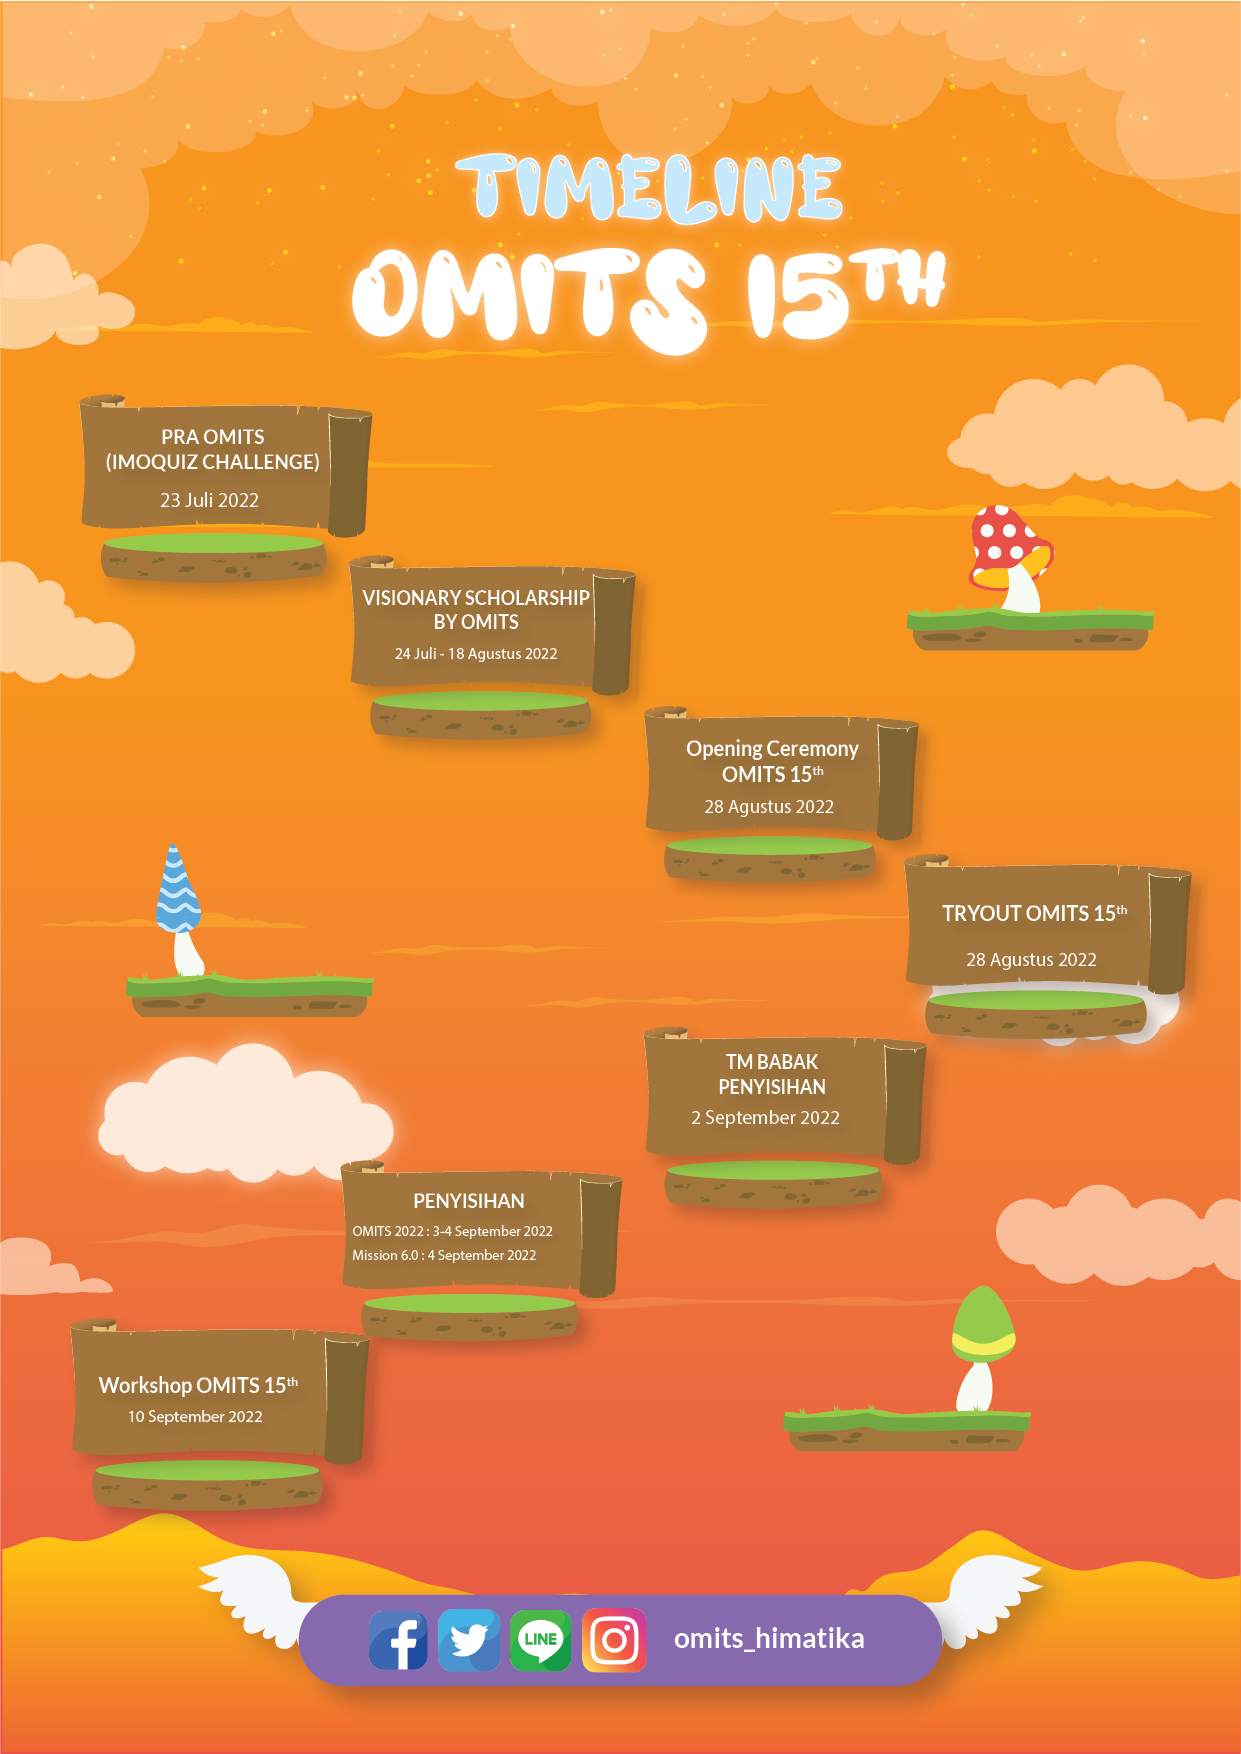 TIMELINE
OMITS 15TH
PRA OMITS
(IMOQUIZ CHALLENGE)
23 Juli 2022
VISIONARY SCHOLARSHIP
BY OMITS
24 Juli - 18 Agustus 2022
Opening Ceremony
OMITS 15th
28 Agustus 2022
TRYOUT OMITS 15th
28 Agustus 2022
TM BABAK
PENYISIHAN
2 September 2022
PENYISIHAN
OMITS 2022 : 3-4 September 2022
Mission 6.0 : 4 September 2022
Workshop OMITS 15th
10 September 2022
LINE
omits_himatika